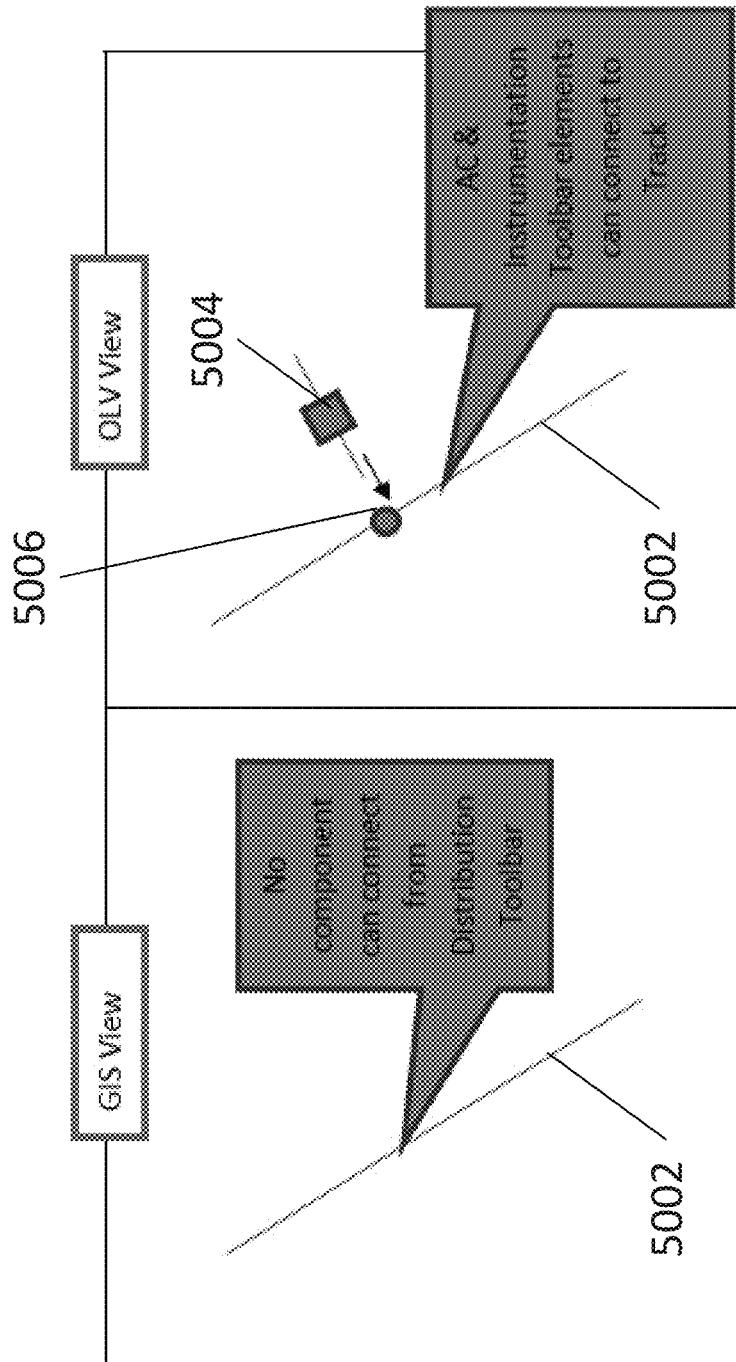 GIS View
No
component
can connect
from
Distribution
Toolbar
5002
OLV View
5006
5004
AC &
Instrumentation
Toolbar elements
can connect to
Track
5002